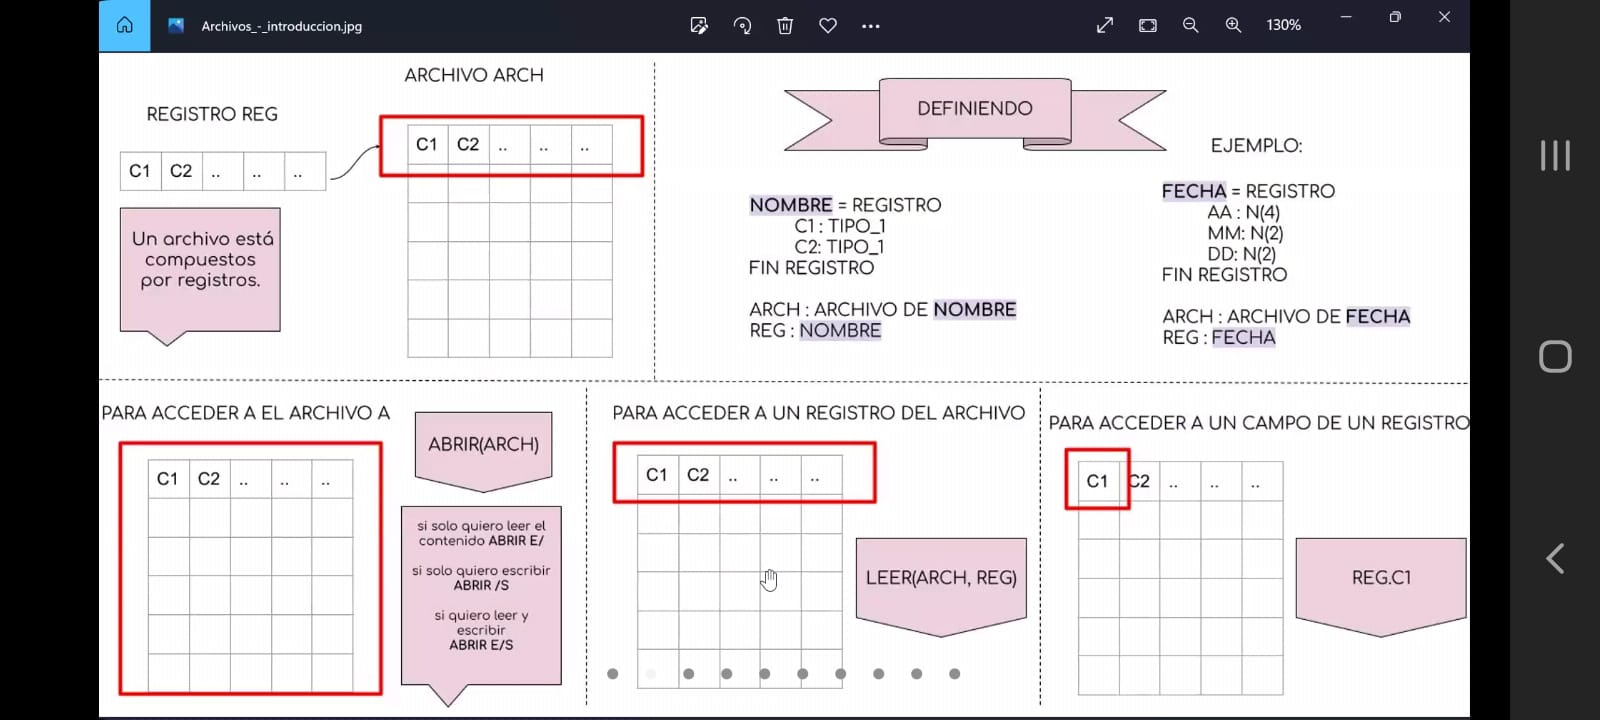 Archivos_-_introduccion.jpg
130%
ARCHIVO ARCH
REGISTRO REG
C1 C2 .. .. ..
C1 C2 .. .. ..
Un archivo está
compuestos
por registros.
DEFINIENDO
NOMBRE = REGISTRO
C1 : TIPO_1
C2: TIPO_1
FIN REGISTRO
ARCH : ARCHIVO DE NOMBRE
REG : NOMBRE
EJEMPLO:
FECHA = REGISTRO
AA : N(4)
MM: N(2)
DD: N(2)
FIN REGISTRO
ARCH : ARCHIVO DE FECHA
REG : FECHA
PARA ACCEDER A EL ARCHIVO A
C1 C2 .. .. ..
ABRIR(ARCH)
si solo quiero leer el
contenido ABRIR E/
si solo quiero escribir
ABRIR /S
si quiero leer y
escribir
ABRIR E/S
PARA ACCEDER A UN REGISTRO DEL ARCHIVO
C1 C2 .. .. ..
LEER(ARCH, REG)
PARA ACCEDER A UN CAMPO DE UN REGISTRO
C1 C2 .. .. ..
REG.C1